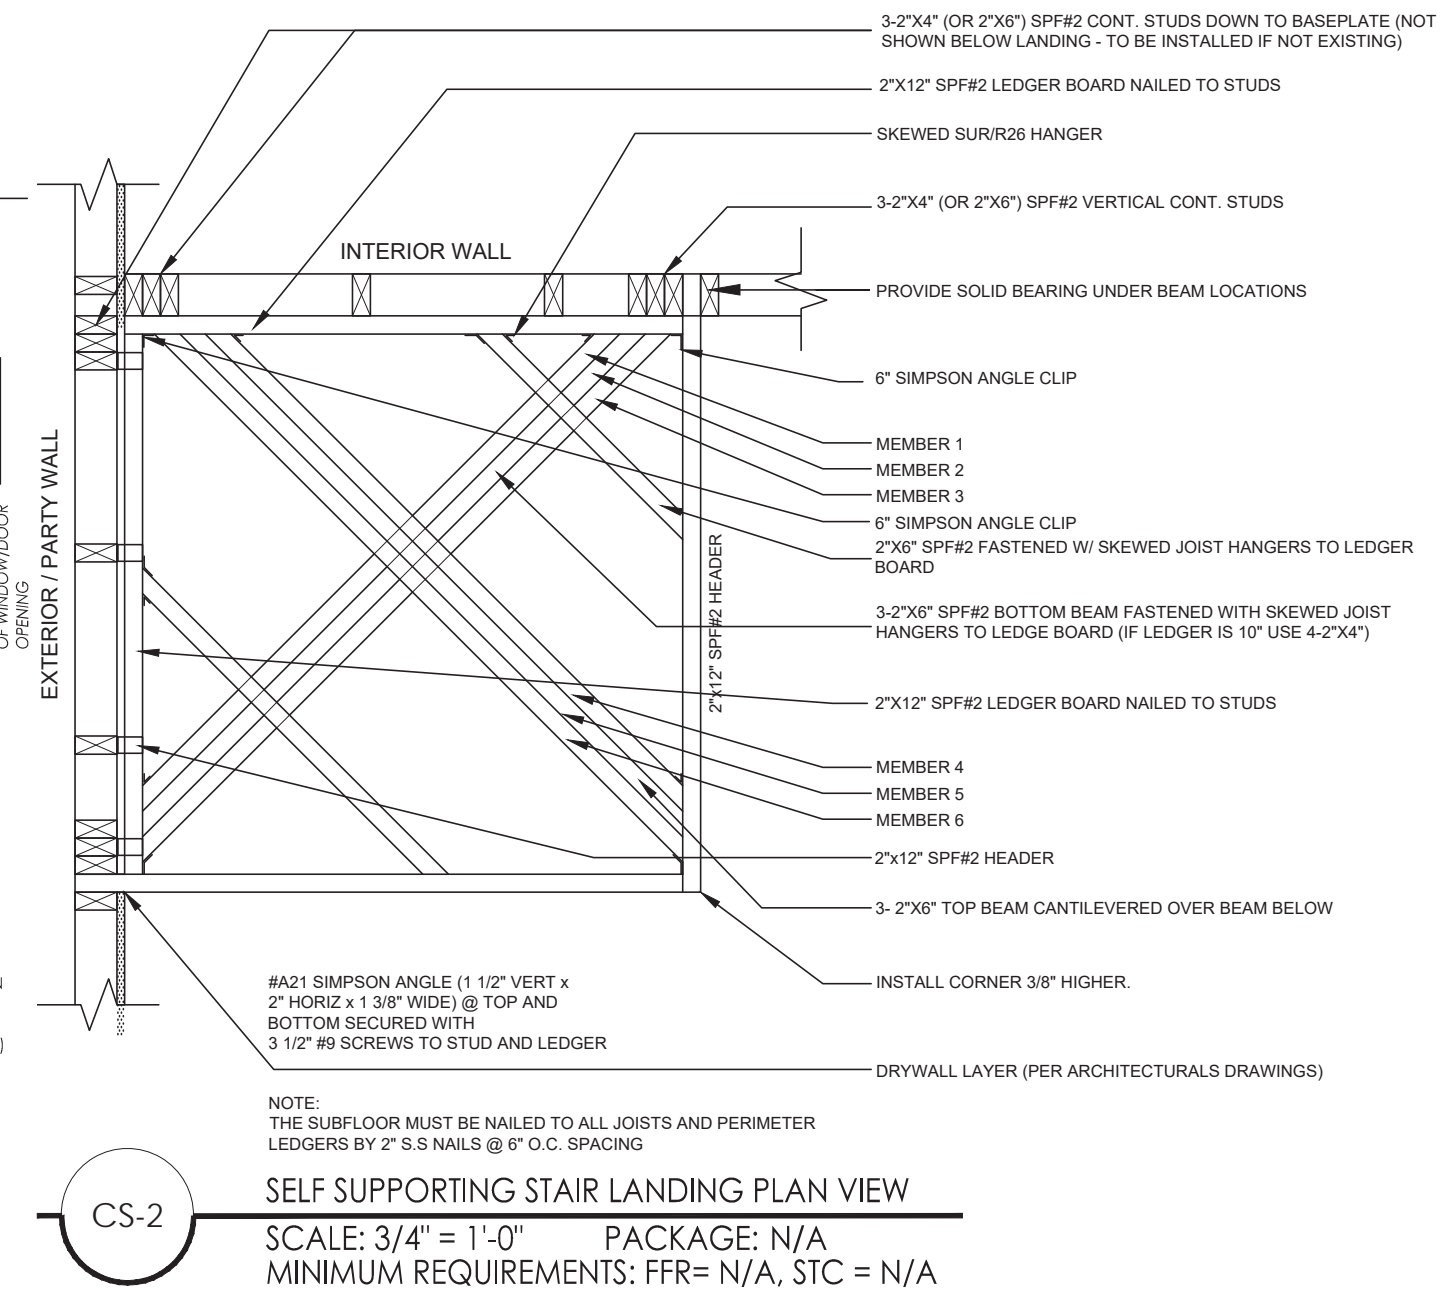 3-2"X4" (OR 2"X6") SPF#2 CONT. STUDS DOWN TO BASEPLATE (NOT
SHOWN BELOW LANDING - TO BE INSTALLED IF NOT EXISTING)
2"X12" SPF#2 LEDGER BOARD NAILED TO STUDS
SKEWED SUR/R26 HANGER
3-2"X4" (OR 2"X6") SPF#2 VERTICAL CONT. STUDS
INTERIOR WALL
PROVIDE SOLID BEARING UNDER BEAM LOCATIONS
6" SIMPSON ANGLE CLIP
MEMBER 1
MEMBER 2
MEMBER 3
6" SIMPSON ANGLE CLIP
2"X6" SPF#2 FASTENED W/ SKEWED JOIST HANGERS TO LEDGER
BOARD
3-2"X6" SPF#2 BOTTOM BEAM FASTENED WITH SKEWED JOIST
HANGERS TO LEDGE BOARD (IF LEDGER IS 10" USE 4-2"X4")
2"x12" SPF#2 HEADER
OF WINDOW/DOOR
OPENING
EXTERIOR / PARTY WALL
2"X12" SPF#2 LEDGER BOARD NAILED TO STUDS
MEMBER 4
MEMBER 5
MEMBER 6
2"x12" SPF#2 HEADER
3- 2"X6" TOP BEAM CANTILEVERED OVER BEAM BELOW
INSTALL CORNER 3/8" HIGHER.
#A21 SIMPSON ANGLE (1 1/2" VERT x
2" HORIZ x 1 3/8" WIDE) @ TOP AND
BOTTOM SECURED WITH
3 1/2" #9 SCREWS TO STUD AND LEDGER
DRYWALL LAYER (PER ARCHITECTURALS DRAWINGS)
NOTE:
THE SUBFLOOR MUST BE NAILED TO ALL JOISTS AND PERIMETER
LEDGERS BY 2" S.S NAILS @ 6" O.C. SPACING
CS-2
SELF SUPPORTING STAIR LANDING PLAN VIEW
SCALE: 3/4" = 1'-0" PACKAGE: N/A
MINIMUM REQUIREMENTS: FFR= N/A, STC = N/A